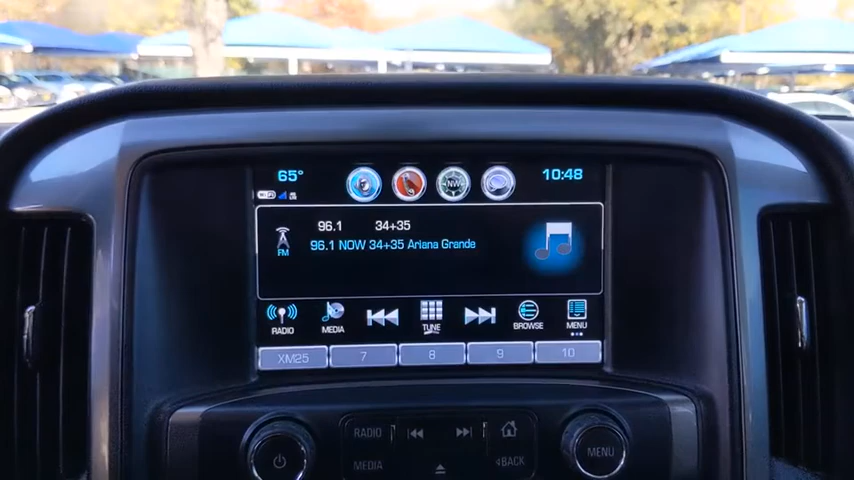 65° 10:48
NW
96.1 34+35
FM 96.1 NOW 34+35 Ariana Grande
RADIO MEDIA TUNE BROWSE MENU
XM25 7 8 9 10
RADIO
MENU
MEDIA BACK